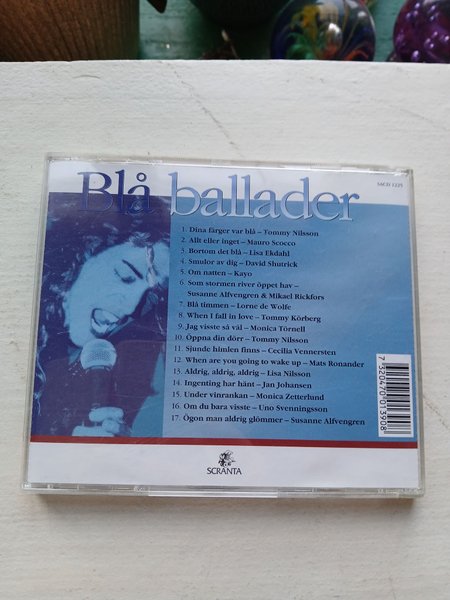 SMCD 1225
Blå ballader
1. Dina färger var blå – Tommy Nilsson
2. Allt eller inget – Mauro Scocco
3. Bortom det blå – Lisa Ekdahl
4. Smulor av dig – David Shutrick
5. Om natten – Kayo
6. Som stormen river öppet hav –
Susanne Alfvengren & Mikael Rickfors
7. Blå timmen – Lorne de Wolfe
8. When I fall in love – Tommy Körberg
9. Jag visste så väl – Monica Törnell
10. Öppna din dörr – Tommy Nilsson
11. Sjunde himlen finns – Cecilia Vennersten
12. When are you going to wake up – Mats Ronander
13. Aldrig, aldrig, aldrig – Lisa Nilsson
14. Ingenting har hänt – Jan Johansen
15. Under vinrankan – Monica Zetterlund
16. Om du bara visste – Uno Svenningsson
17. Ögon man aldrig glömmer – Susanne Alfvengren
7 320470 013908
SCRANTA